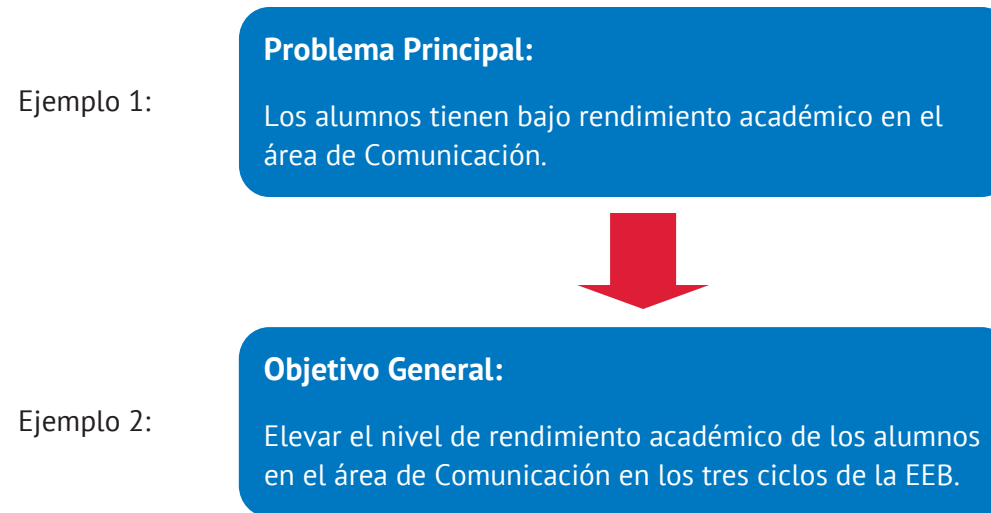 Problema Principal:
Ejemplo 1:
Los alumnos tienen bajo rendimiento académico en el
área de Comunicación.
Objetivo General:
Ejemplo 2:
Elevar el nivel de rendimiento académico de los alumnos
en el área de Comunicación en los tres ciclos de la EEB.